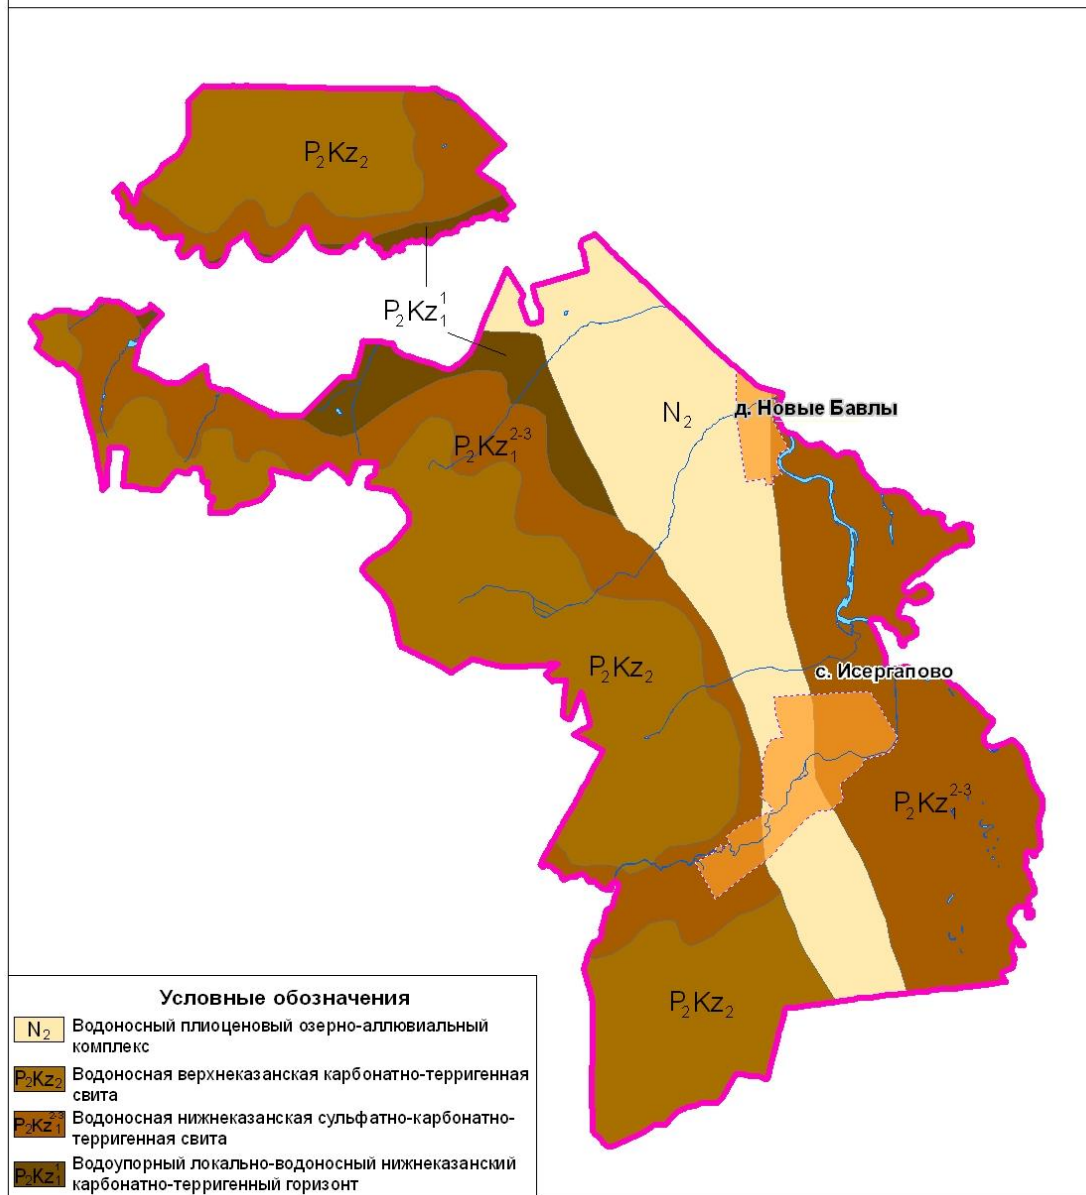 P₂Kz₂
P₂Kz₁¹
N₂
д. Новые Бавлы
P₂Kz₁²⁻³
P₂Kz₂
с. Исергапово
P₂Kz₁²⁻³
P₂Kz₂
Условные обозначения
N₂ Водоносный плиоценовый озерно-аллювиальный
комплекс
P₂Kz₂ Водоносная верхнеказанская карбонатно-терригенная
свита
P₂Kz₁²⁻³ Водоносная нижнеказанская сульфатно-карбонатно-
терригенная свита
P₂Kz₁¹ Водоупорный локально-водоносный нижнеказанский
карбонатно-терригенный горизонт